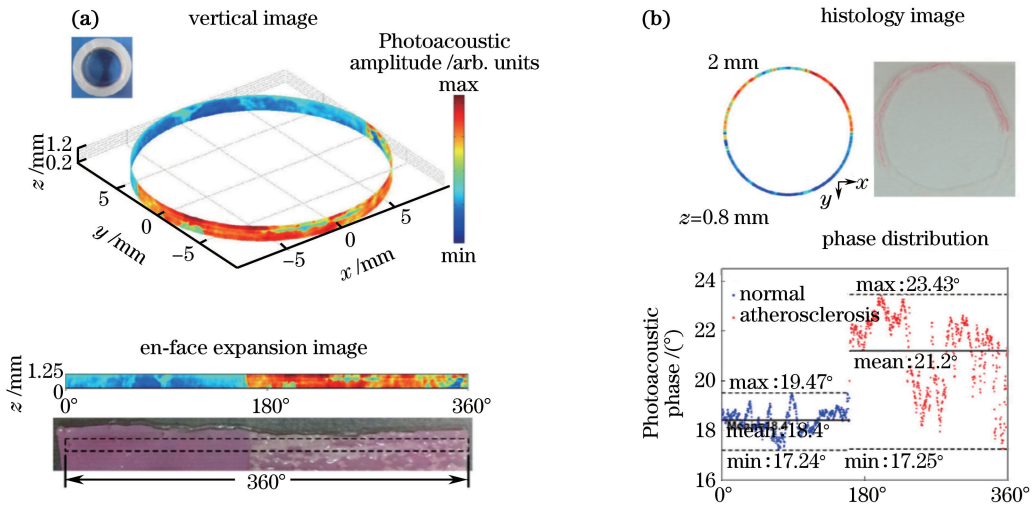 (a)
vertical image
Photoacoustic
amplitude /arb. units
max
min
z /mm
1.2
0.2
5
0
−5
y /mm
−5
0
5
x /mm
en-face expansion image
z /mm
1.25
0
0°
180°
360°
360°
(b)
histology image
2 mm
x
y
z=0.8 mm
phase distribution
Photoacoustic
phase /(°)
24
22
20
18
16
normal
atherosclerosis
max:23.43°
mean:21.2°
max:19.47°
mean:18.4°
min:17.24°
min:17.25°
0°
180°
360°